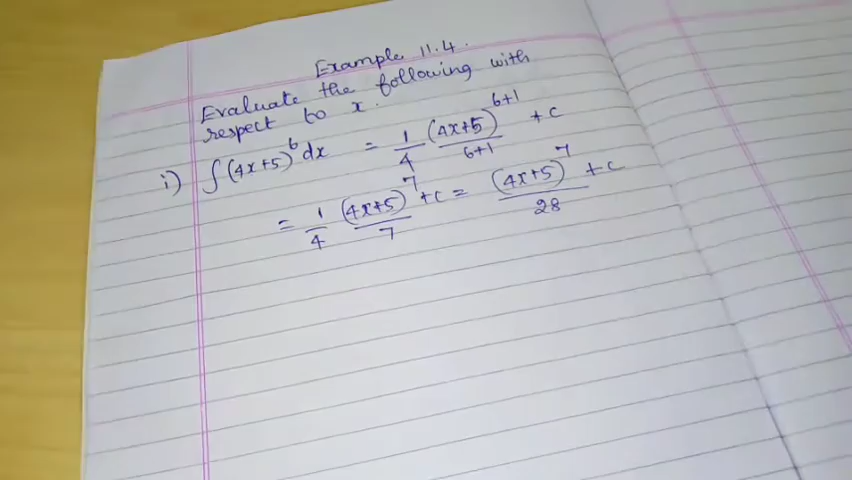 Example 11.4.
Evaluate the following with
respect to x.
i) ∫(4x+5)^6 dx = 1/4 (4x+5)^(6+1)/(6+1) + c
= 1/4 (4x+5)^7/7 + c = (4x+5)^7/28 + c